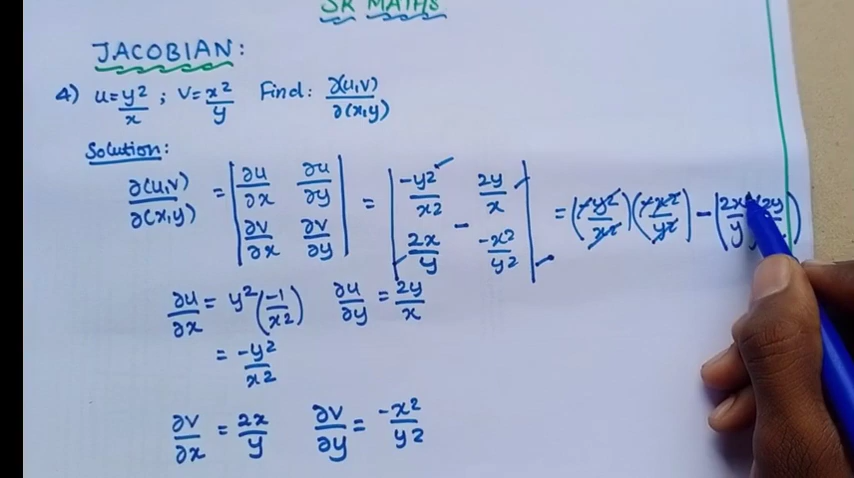 SR MATHS
JACOBIAN:
4) u=y²/x ; v=x²/y Find: ∂(u,v)/∂(x,y)
Solution:
∂(u,v)/∂(x,y) = |∂u/∂x ∂u/∂y; ∂v/∂x ∂v/∂y| = |-y²/x² 2y/x; 2x/y - -x²/y²| = (-y²/x²)(-x²/y²) - (2x/y)(2y/
∂u/∂x = y²(-1/x²) ∂u/∂y = 2y/x
= -y²/x²
∂v/∂x = 2x/y ∂v/∂y = -x²/y²